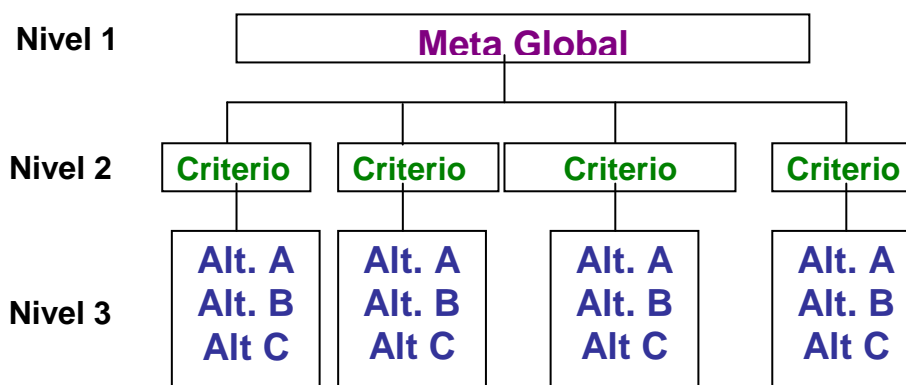 Nivel 1
Meta Global
Nivel 2
Criterio
Criterio
Criterio
Criterio
Nivel 3
Alt. A
Alt. B
Alt C
Alt. A
Alt. B
Alt C
Alt. A
Alt. B
Alt C
Alt. A
Alt. B
Alt C